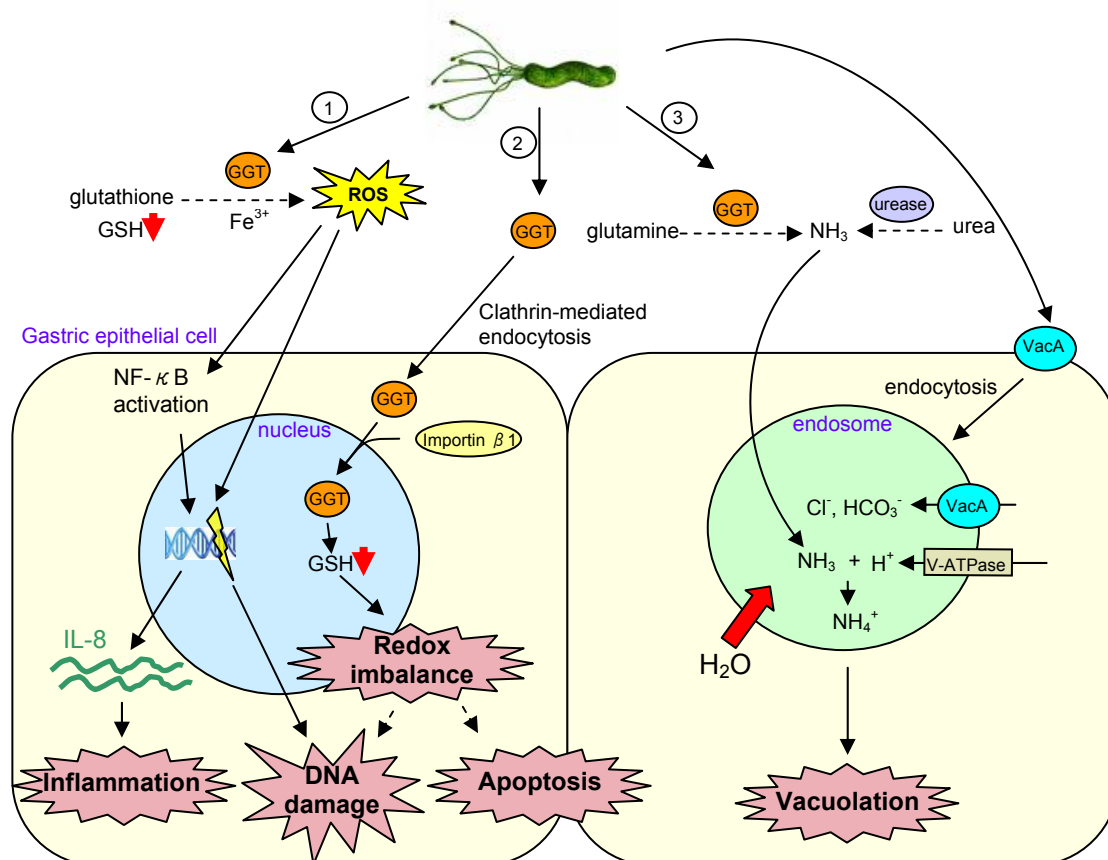 1
2
3
GGT
glutathione
GSH
Fe³⁺
ROS
GGT
GGT
glutamine
NH₃
urease
urea
Clathrin-mediated
endocytosis
Gastric epithelial cell
VacA
NF-κB
activation
GGT
endocytosis
nucleus
Importin β1
endosome
GGT
Cl⁻, HCO₃⁻
VacA
GSH
NH₃ + H⁺
V-ATPase
NH₄⁺
H₂O
IL-8
Redox
imbalance
Inflammation
DNA
damage
Apoptosis
Vacuolation